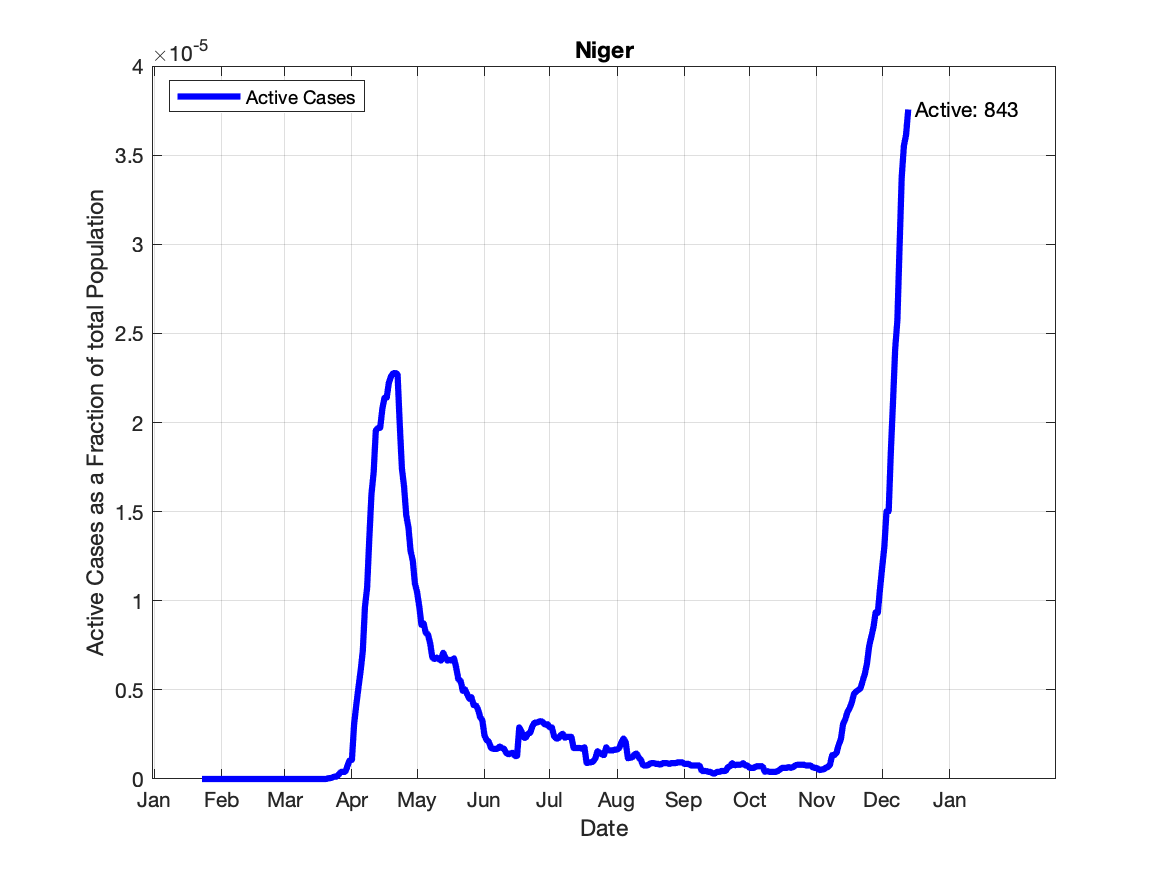 Niger
×10-5
4
3.5
3
2.5
2
1.5
1
0.5
0
Active Cases
Active: 843
Active Cases as a Fraction of total Population
Jan Feb Mar Apr May Jun Jul Aug Sep Oct Nov Dec Jan
Date